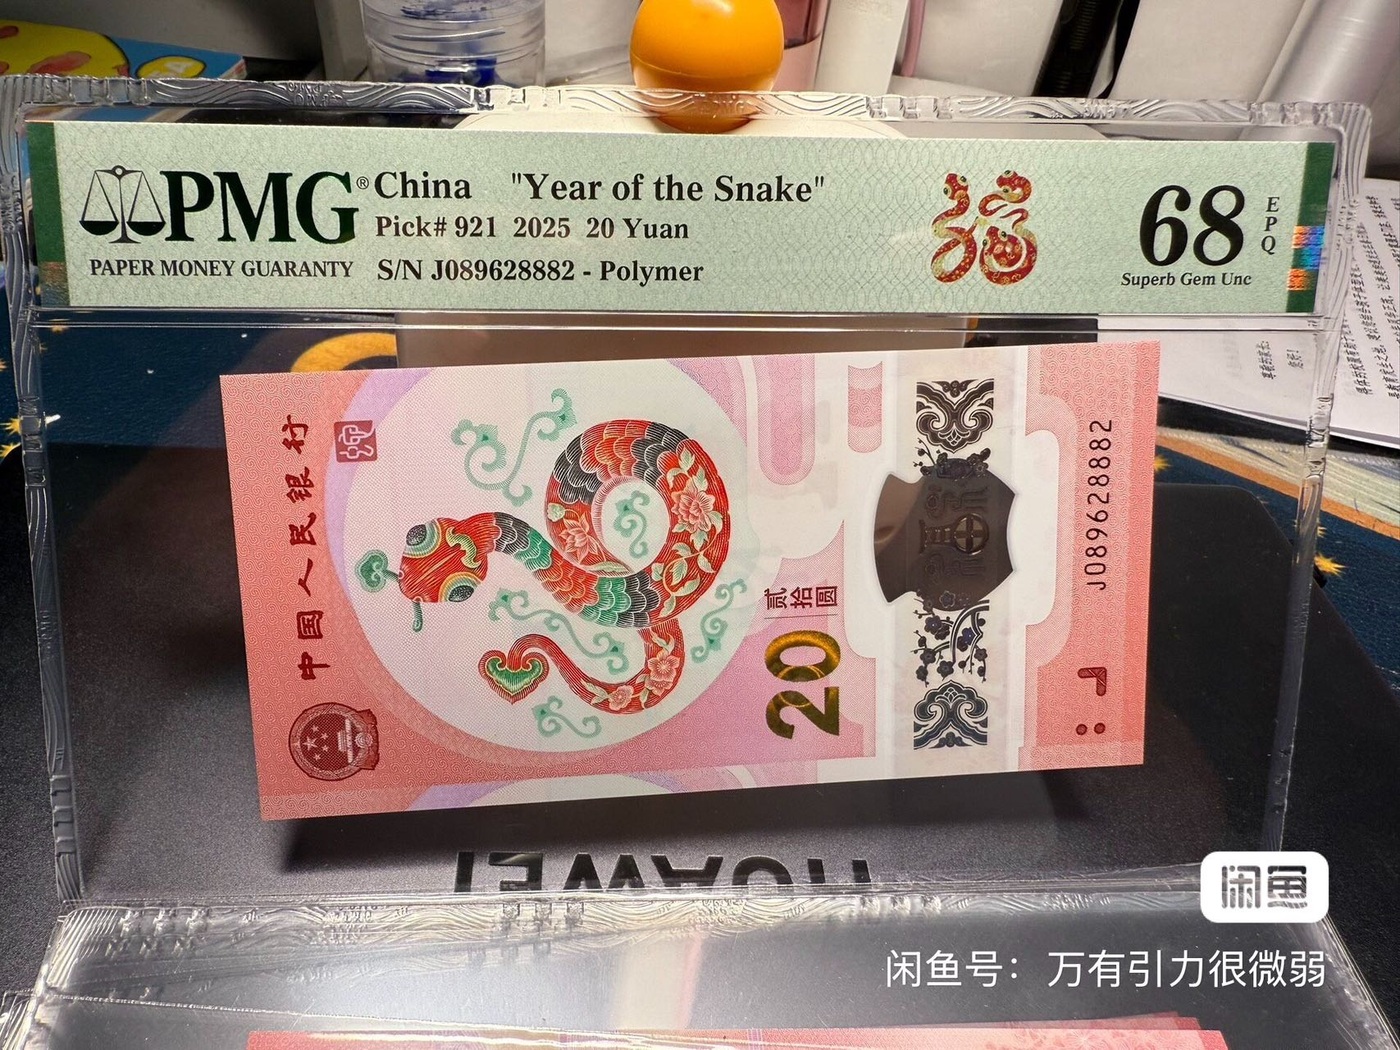 PMG®
PAPER MONEY GUARANTY
China "Year of the Snake"
Pick# 921 2025 20 Yuan
S/N J089628882 - Polymer
68
EPQ
Superb Gem Unc
中国人民银行
贰拾圆
20
J089628882
HUAWEI
闲鱼
闲鱼号：万有引力很微弱